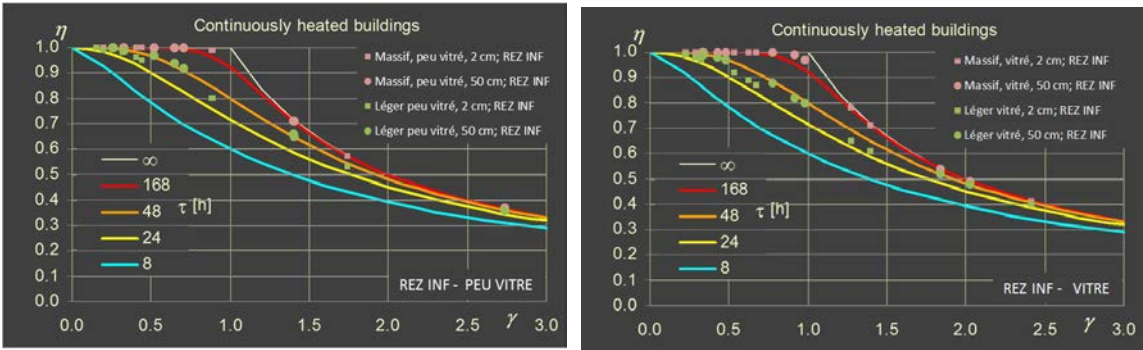 Continuously heated buildings
η
1.0
0.9
0.8
0.7
0.6
0.5
0.4
0.3
0.2
0.1
0.0
Massif, peu vitré, 2 cm; REZ INF
Massif, peu vitré, 50 cm; REZ INF
Léger peu vitré, 2 cm; REZ INF
Léger peu vitré, 50 cm; REZ INF
∞
168
τ [h]
48
24
8
REZ INF - PEU VITRE
0.0 0.5 1.0 1.5 2.0 γ 3.0
Continuously heated buildings
η
1.0
0.9
0.8
0.7
0.6
0.5
0.4
0.3
0.2
0.1
0.0
Massif, vitré, 2 cm; REZ INF
Massif, vitré, 50 cm; REZ INF
Léger vitré, 2 cm; REZ INF
Léger vitré, 50 cm; REZ INF
∞
168
τ [h]
48
24
8
REZ INF - VITRE
0.0 0.5 1.0 1.5 2.0 γ 3.0